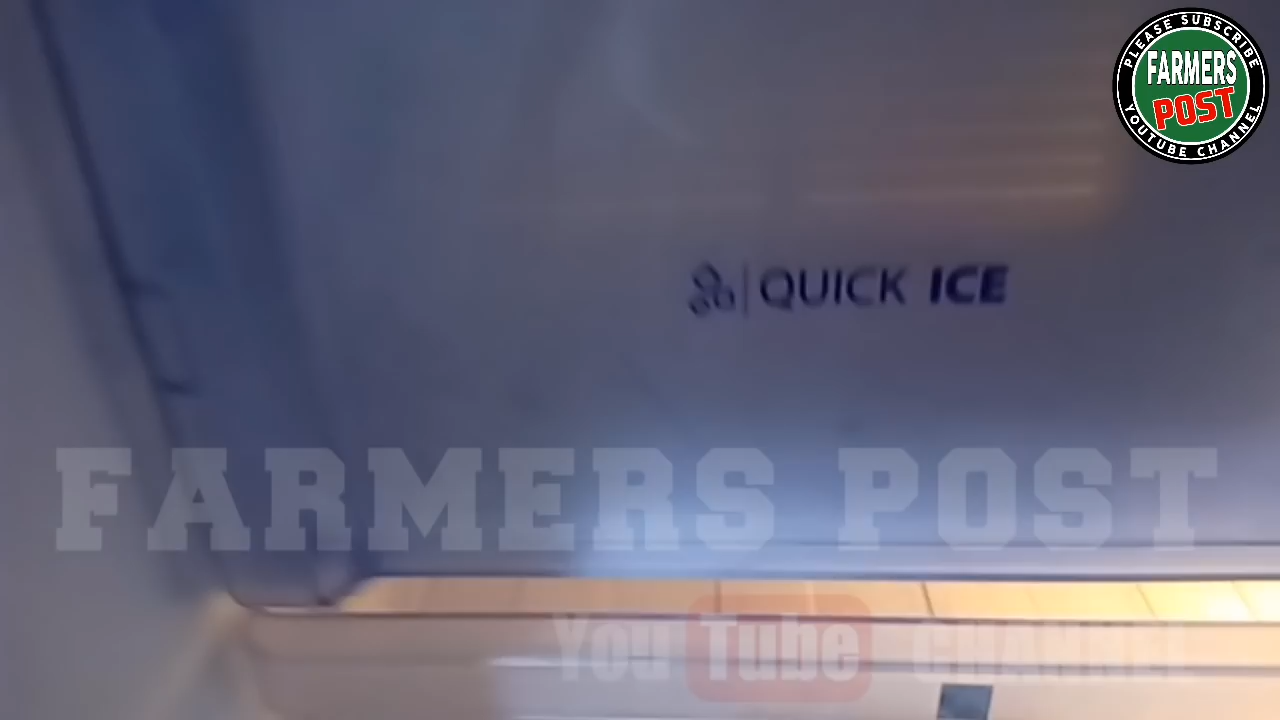 PLEASE SUBSCRIBE
FARMERS
POST
YOUTUBE CHANNEL
QUICK ICE
FARMERS POST
YouTube CHANNEL